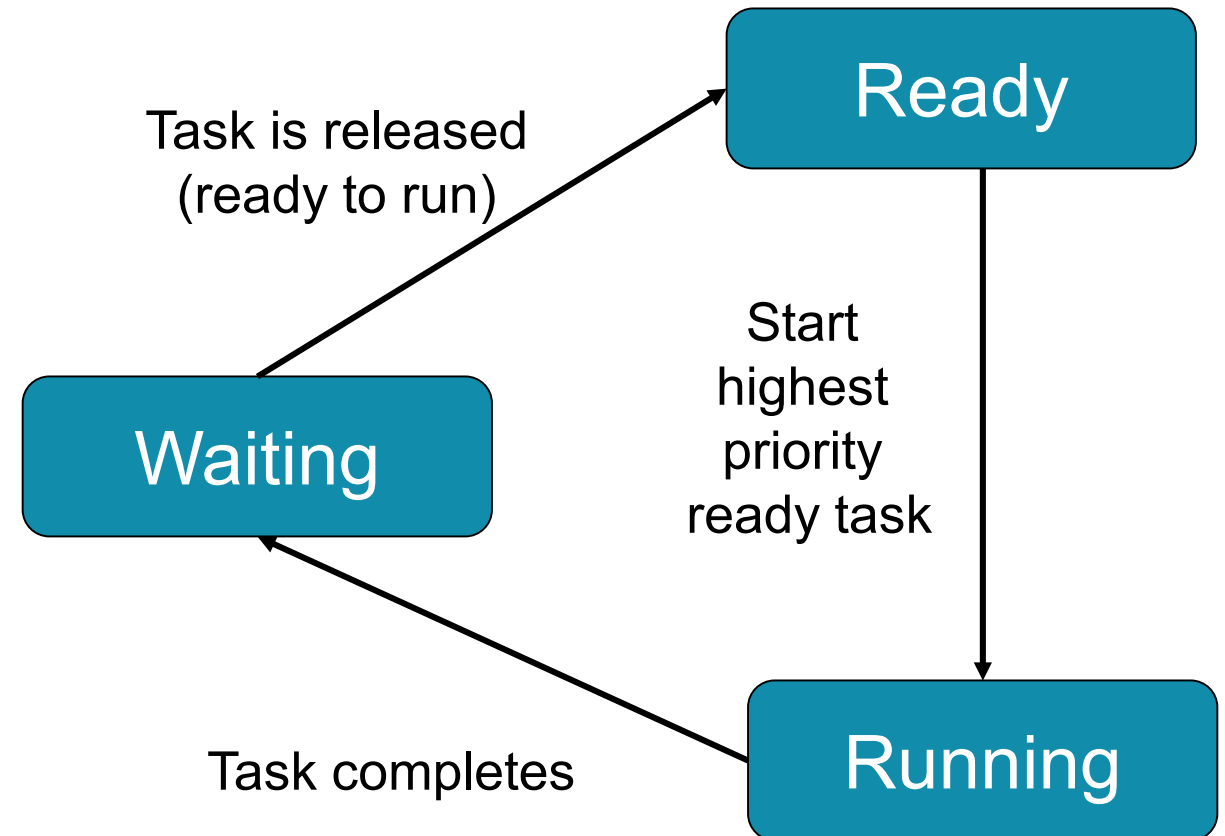 Ready
Task is released
(ready to run)
Start
highest
priority
ready task
Waiting
Task completes
Running